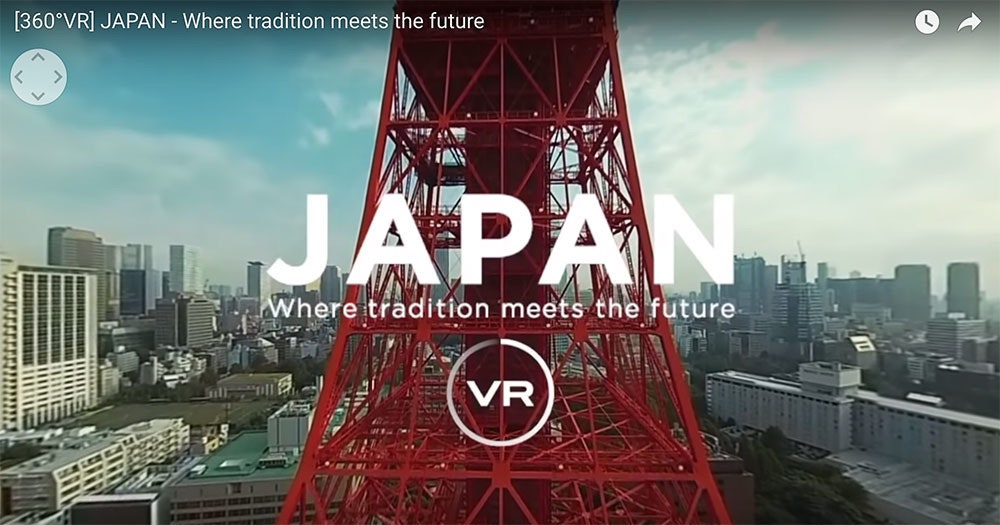 [360°VR] JAPAN - Where tradition meets the future
JAPAN
Where tradition meets the future
VR